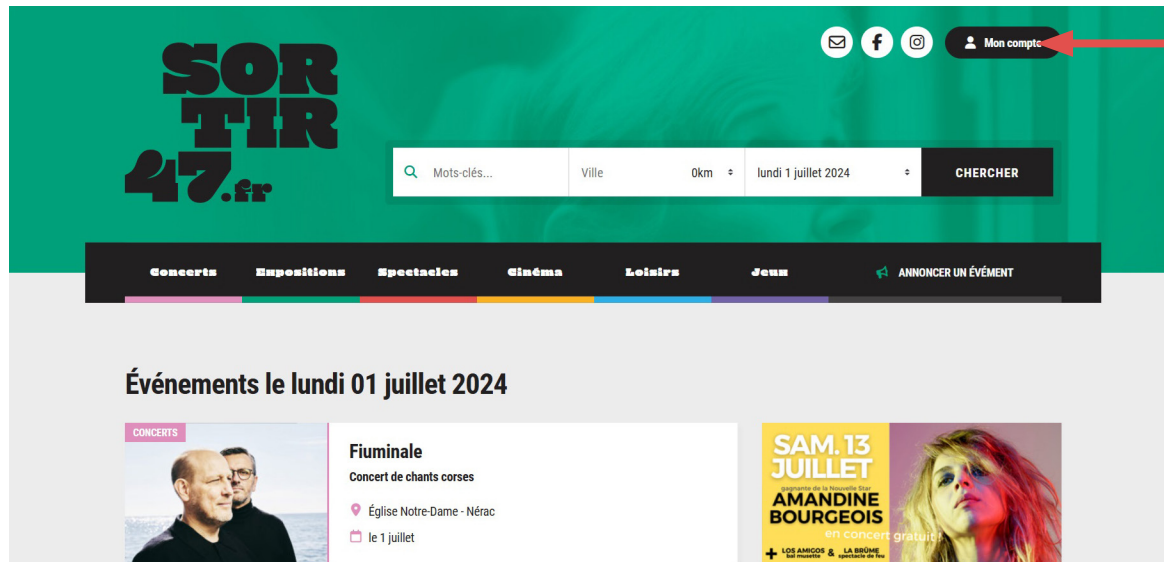 SOR
TIR
47.fr
Mon compte
Mots-clés...
Ville
0km
lundi 1 juillet 2024
CHERCHER
Concerts
Expositions
Spectacles
Cinéma
Loisirs
Jeux
ANNONCER UN ÉVÉMENT
Événements le lundi 01 juillet 2024
CONCERTS
Fiuminale
Concert de chants corses
Église Notre-Dame - Nérac
le 1 juillet
SAM. 13
JUILLET
gagnante de la Nouvelle Star
AMANDINE
BOURGEOIS
en concert gratuit !
+ LOS AMIGOS & LA BRÛME
bal musette spectacle de feu